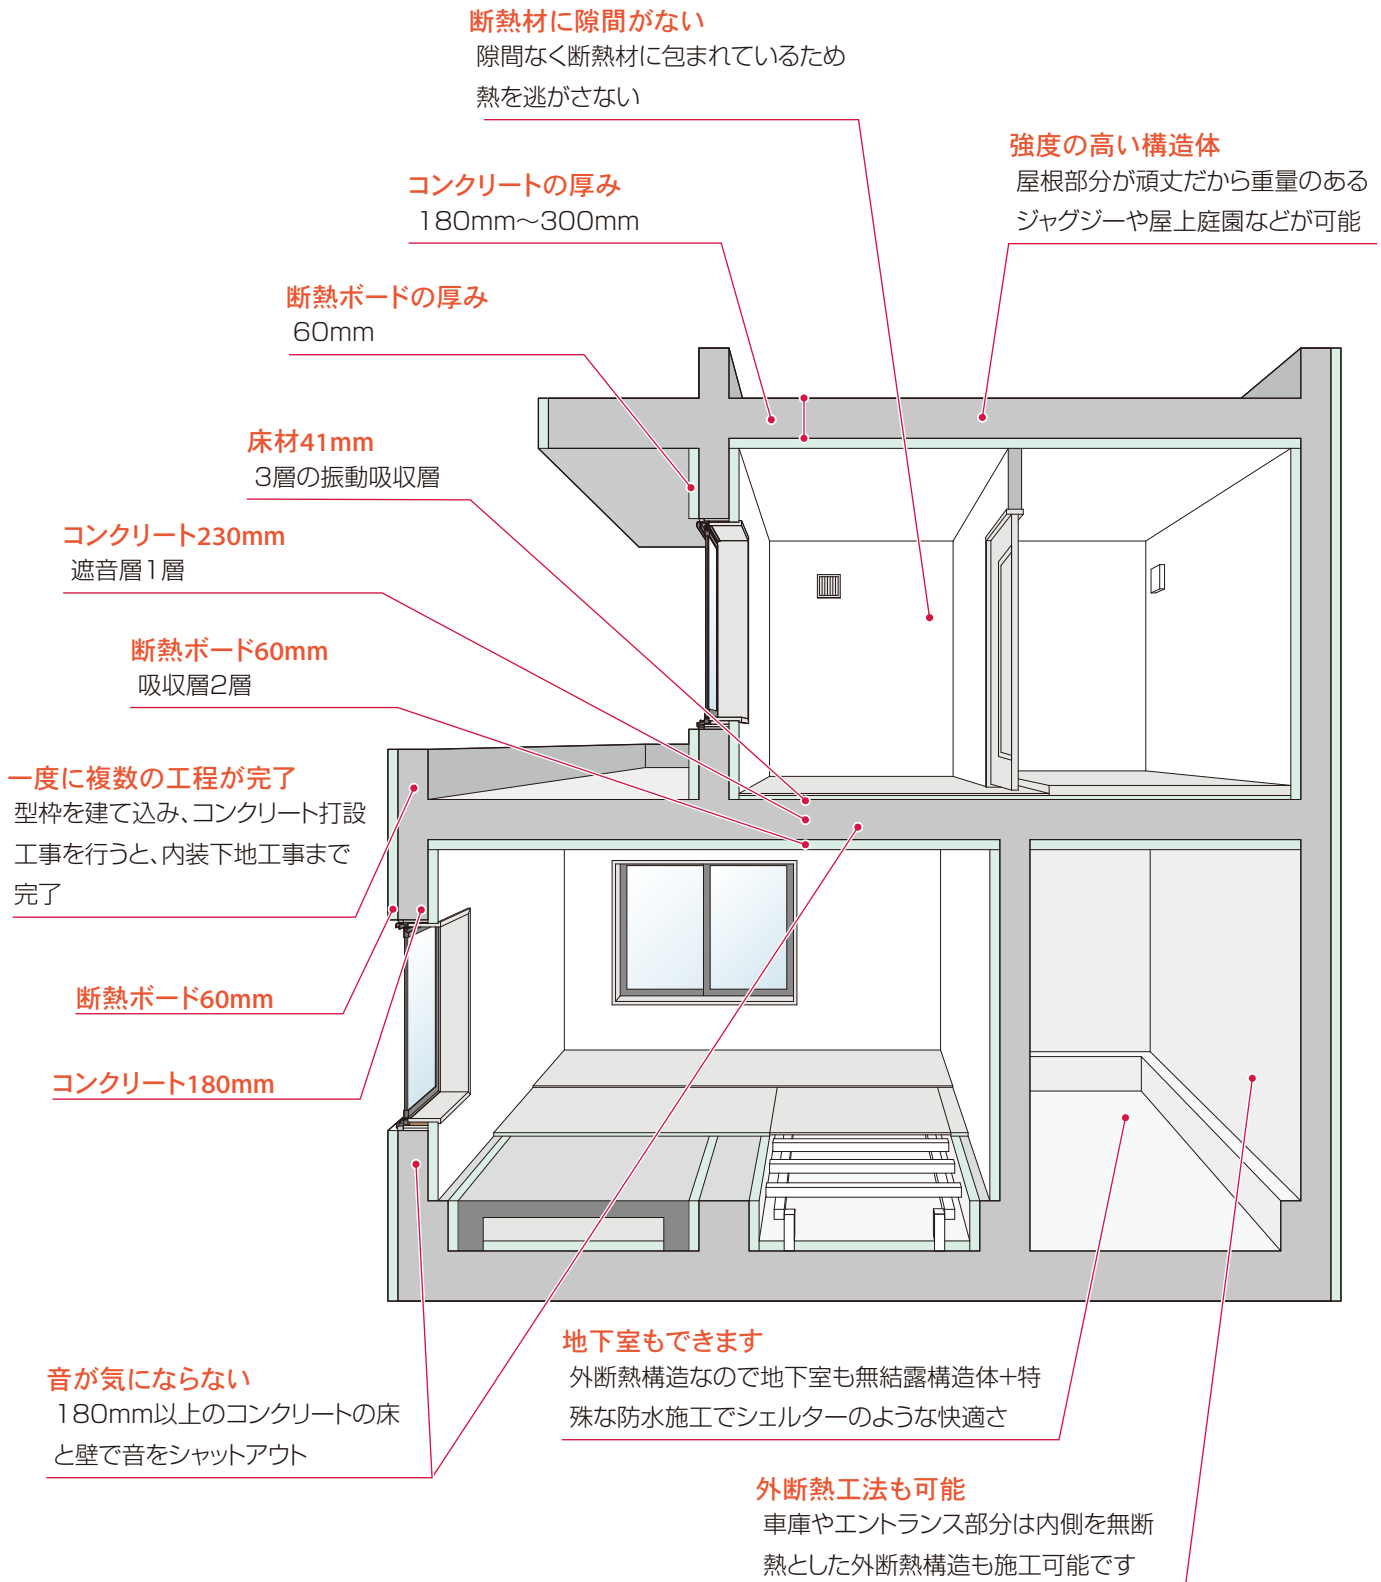 断熱材に隙間がない
隙間なく断熱材に包まれているため
熱を逃がさない
強度の高い構造体
屋根部分が頑丈だから重量のある
ジャグジーや屋上庭園などが可能
コンクリートの厚み
180mm〜300mm
断熱ボードの厚み
60mm
床材41mm
3層の振動吸収層
コンクリート230mm
遮音層1層
断熱ボード60mm
吸収層2層
一度に複数の工程が完了
型枠を建て込み、コンクリート打設
工事を行うと、内装下地工事まで
完了
断熱ボード60mm
コンクリート180mm
音が気にならない
180mm以上のコンクリートの床
と壁で音をシャットアウト
地下室もできます
外断熱構造なので地下室も無結露構造体+特
殊な防水施工でシェルターのような快適さ
外断熱工法も可能
車庫やエントランス部分は内側を無断
熱とした外断熱構造も施工可能です